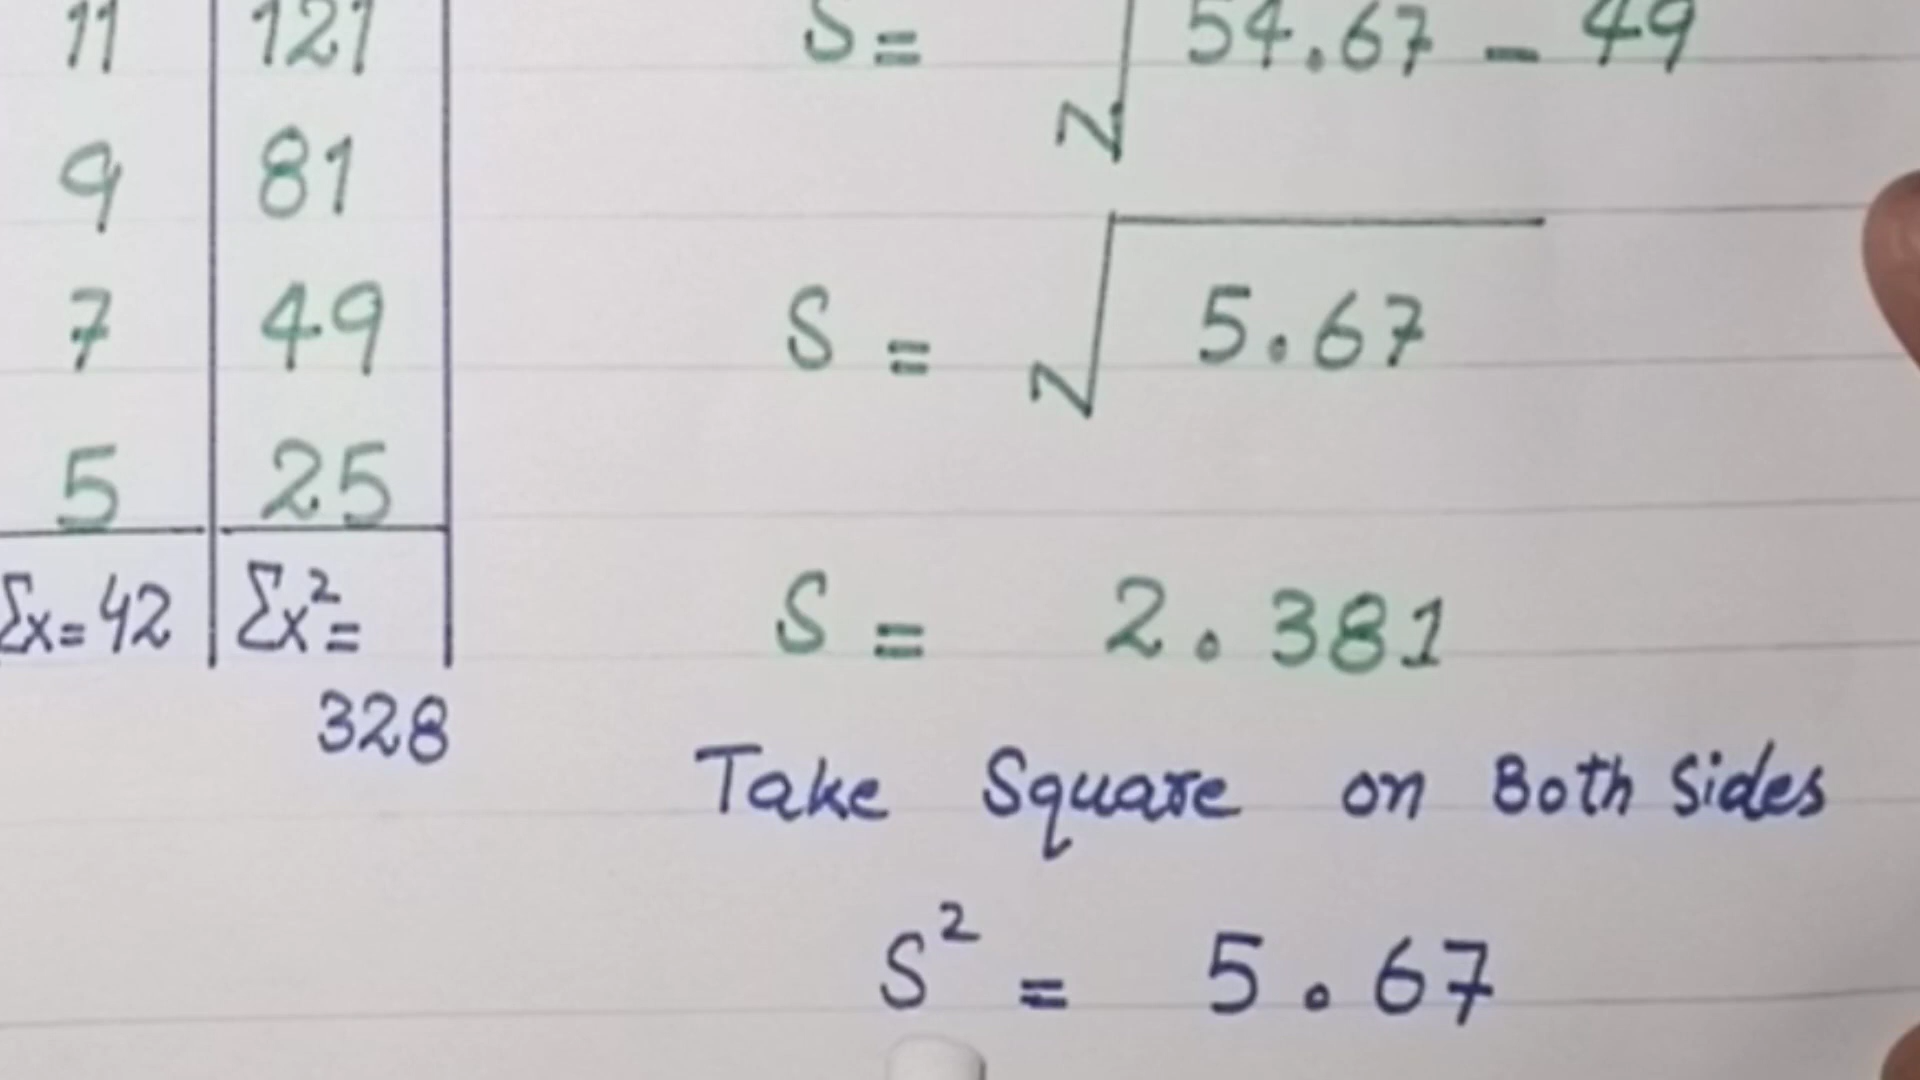 11 121
9 81
7 49
5 25
Σx=42 Σx²=
328
S = √54.67 - 49
S = √5.67
S = 2.381
Take Square on Both Sides
S² = 5.67